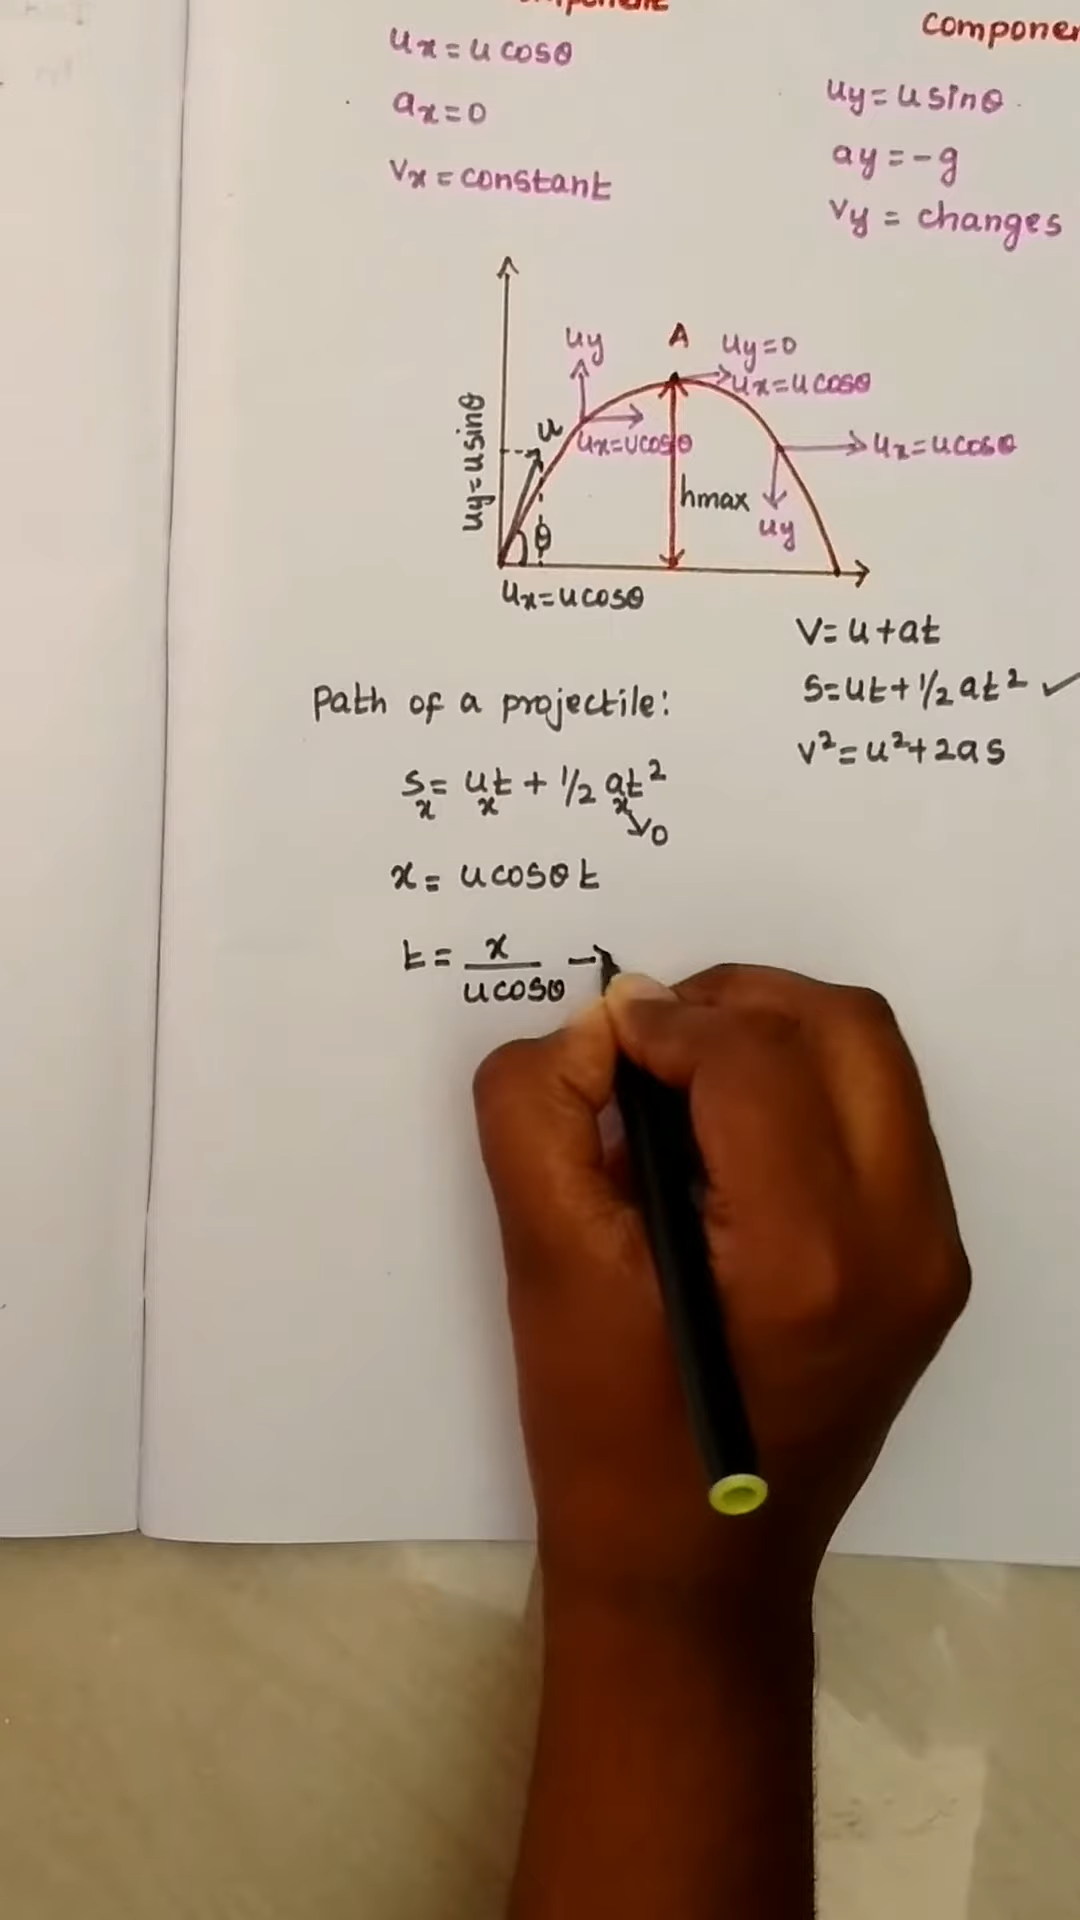 uₓ = u cosθ
aₓ = 0
vₓ = constant
uy = u sinθ
ay = -g
vy = changes
uy
A
uy = 0
uₓ = u cosθ
uy = u sinθ
u
uₓ = u cosθ
uₓ = u cosθ
hmax
uy
θ
uₓ = u cosθ
v = u + at
s = ut + 1/2 at² ✓
v² = u² + 2as
Path of a projectile:
sₓ = uₓt + 1/2 aₓt²
0
x = u cosθ t
t = x / u cosθ →